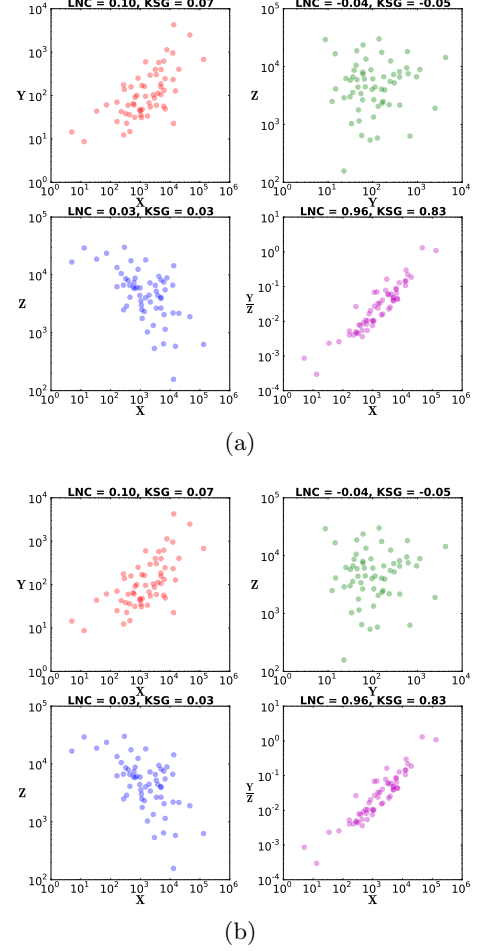 LNC = 0.10, KSG = 0.07 LNC = -0.04, KSG = -0.05
10^4 10^5
10^3
10^4
Y 10^2 Z
10^3
10^1
10^0 10^2
10^0 10^1 10^2 10^3 10^4 10^5 10^6 10^0 10^1 10^2 10^3 10^4
X Y
LNC = 0.03, KSG = 0.03 LNC = 0.96, KSG = 0.83
10^5 10^1
10^0
10^4 10^-1
Z Y/Z
10^3 10^-2
10^-3
10^2 10^-4
10^0 10^1 10^2 10^3 10^4 10^5 10^6 10^0 10^1 10^2 10^3 10^4 10^5 10^6
X X
(a)
LNC = 0.10, KSG = 0.07 LNC = -0.04, KSG = -0.05
10^4 10^5
10^3
10^4
Y 10^2 Z
10^3
10^1
10^0 10^2
10^0 10^1 10^2 10^3 10^4 10^5 10^6 10^0 10^1 10^2 10^3 10^4
X Y
LNC = 0.03, KSG = 0.03 LNC = 0.96, KSG = 0.83
10^5 10^1
10^0
10^4 10^-1
Z Y/Z
10^3 10^-2
10^-3
10^2 10^-4
10^0 10^1 10^2 10^3 10^4 10^5 10^6 10^0 10^1 10^2 10^3 10^4 10^5 10^6
X X
(b)